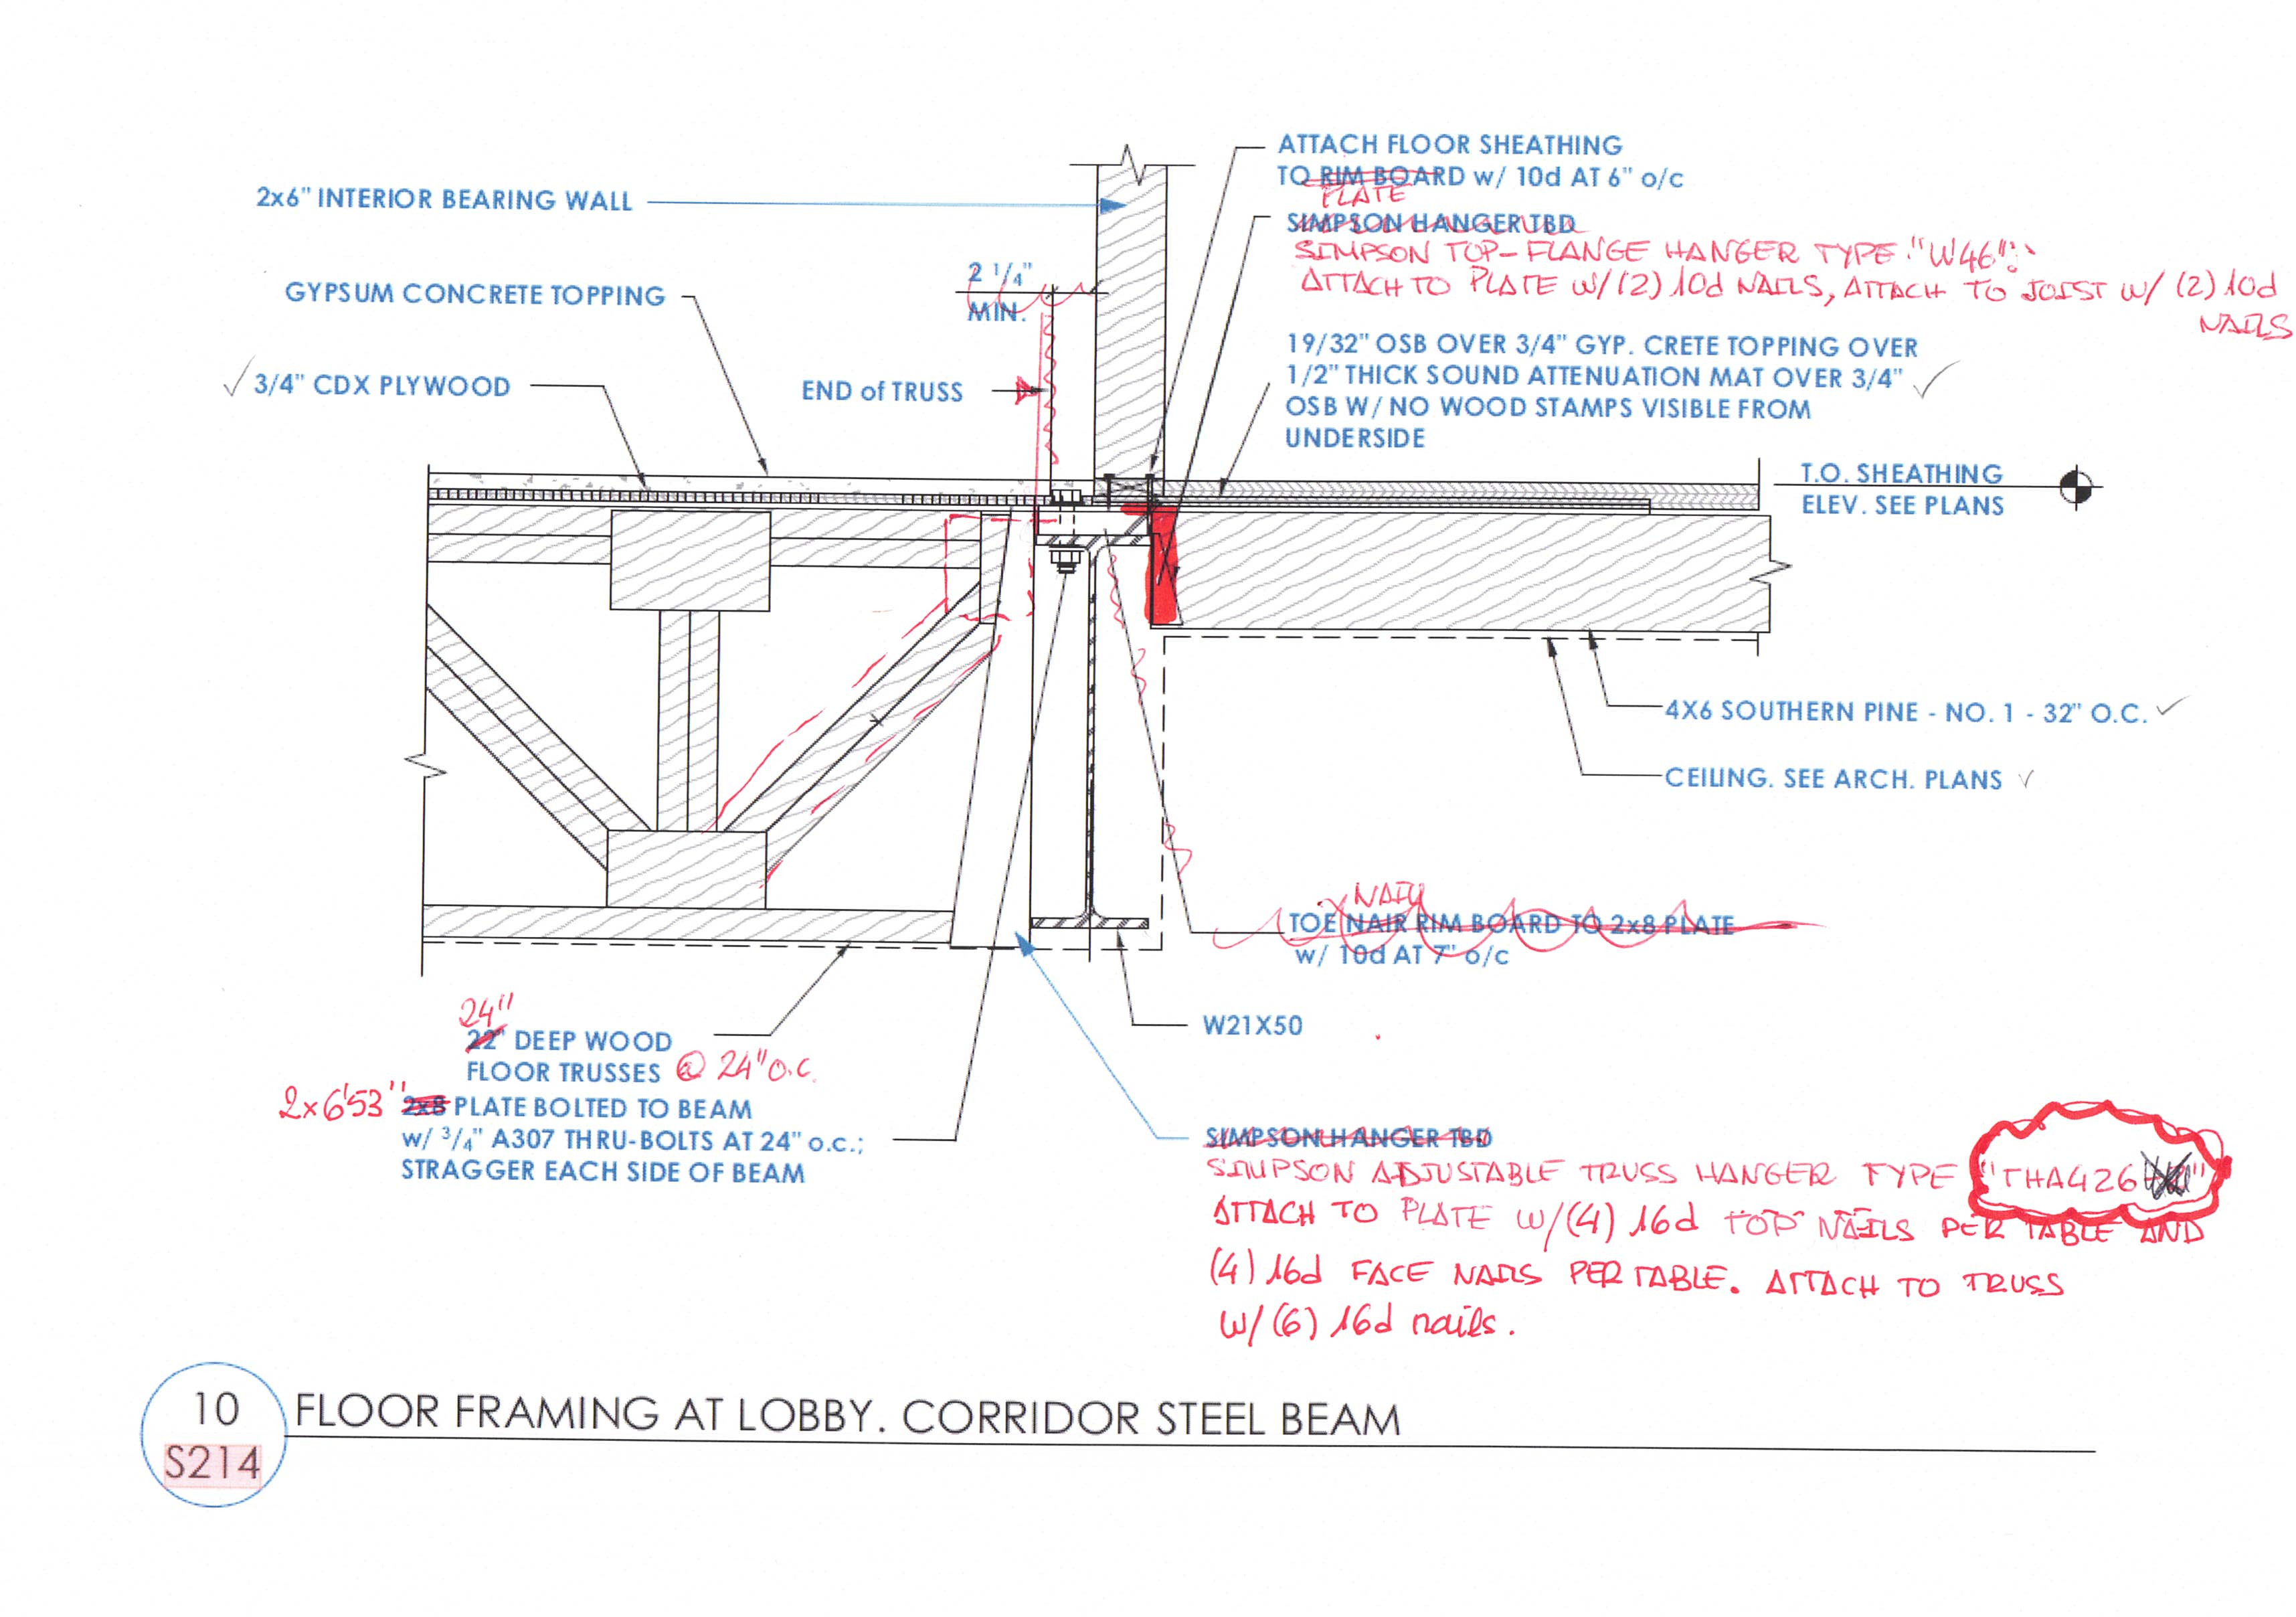 ATTACH FLOOR SHEATHING
TO RIM BOARD w/ 10d AT 6" o/c
PLATE
2x6" INTERIOR BEARING WALL
SIMPSON HANGER TBD
SIMPSON TOP-FLANGE HANGER TYPE "W46":
ATTACH TO PLATE W/(2) 10d NAILS, ATTACH TO JOIST W/ (2) 10d
NAILS
2 1/4"
MIN.
GYPSUM CONCRETE TOPPING
3/4" CDX PLYWOOD
END of TRUSS
19/32" OSB OVER 3/4" GYP. CRETE TOPPING OVER
1/2" THICK SOUND ATTENUATION MAT OVER 3/4"
OSB W/ NO WOOD STAMPS VISIBLE FROM
UNDERSIDE
T.O. SHEATHING
ELEV. SEE PLANS
4X6 SOUTHERN PINE - NO. 1 - 32" O.C.
CEILING. SEE ARCH. PLANS
NAIL
TOE NAIR RIM BOARD TO 2x8 PLATE
w/ 10d AT 7" o/c
W21X50
24"
22" DEEP WOOD
FLOOR TRUSSES @ 24" O.C.
2x6'53" 2x8 PLATE BOLTED TO BEAM
w/ 3/4" A307 THRU-BOLTS AT 24" o.c.;
STRAGGER EACH SIDE OF BEAM
SIMPSON HANGER TBD
SIMPSON ADJUSTABLE TRUSS HANGER TYPE "THA426"
ATTACH TO PLATE W/(4) 16d TOP NAILS PER TABLE AND
(4) 16d FACE NAILS PER TABLE. ATTACH TO TRUSS
W/(6) 16d nails.
10
S214
FLOOR FRAMING AT LOBBY. CORRIDOR STEEL BEAM